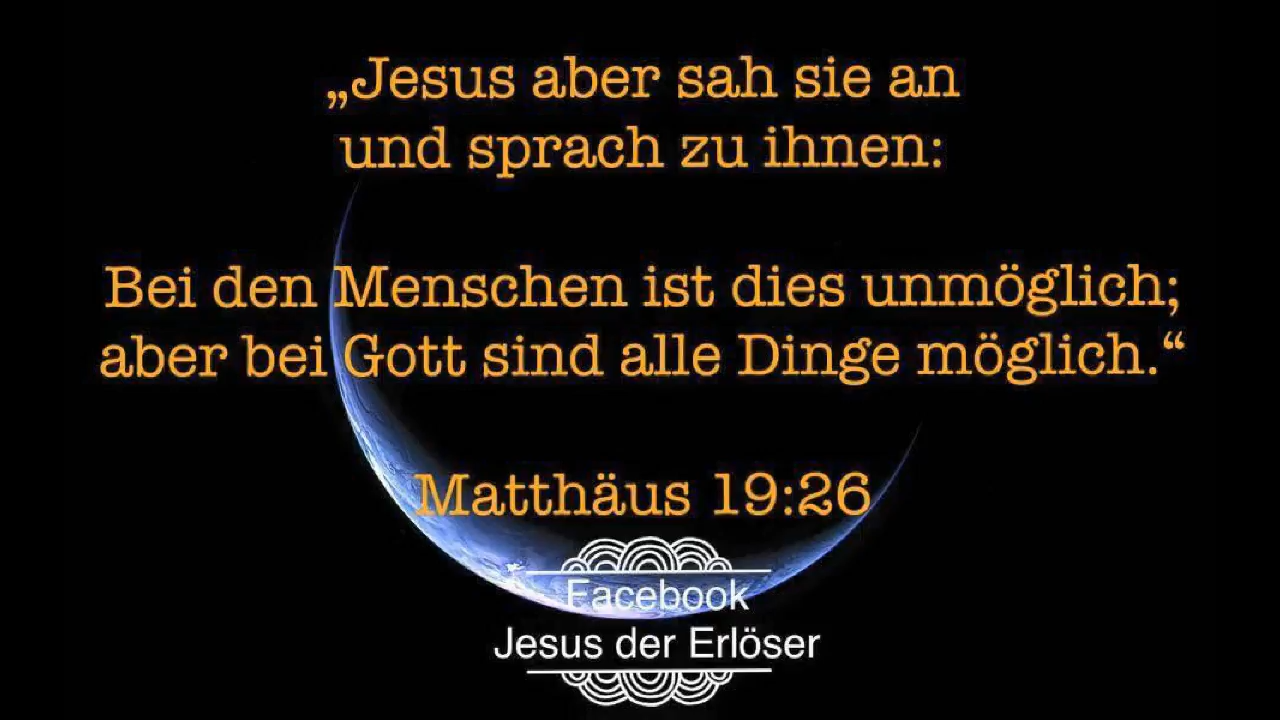 „Jesus aber sah sie an
und sprach zu ihnen:
Bei den Menschen ist dies unmöglich;
aber bei Gott sind alle Dinge möglich.“
Matthäus 19:26
Facebook
Jesus der Erlöser